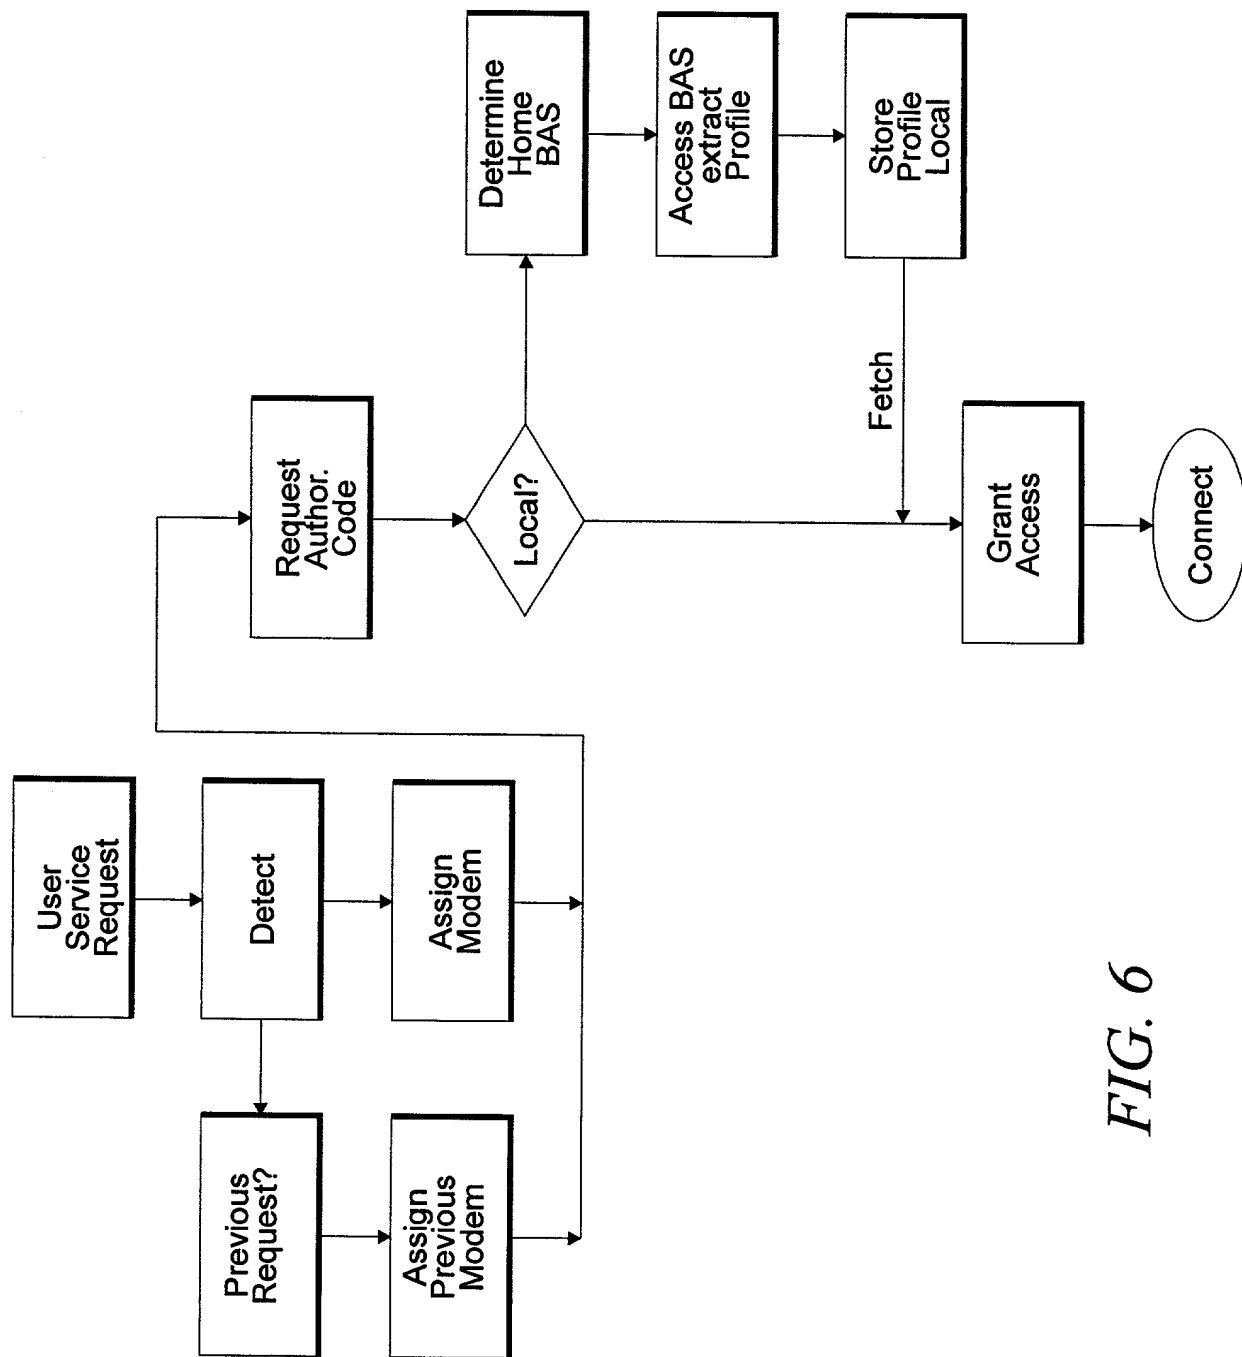 User
Service
Request
Detect
Previous
Request?
Assign
Modem
Assign
Previous
Modem
Request
Author.
Code
Local?
Determine
Home
BAS
Access BAS
extract
Profile
Store
Profile
Local
Fetch
Grant
Access
Connect
FIG. 6